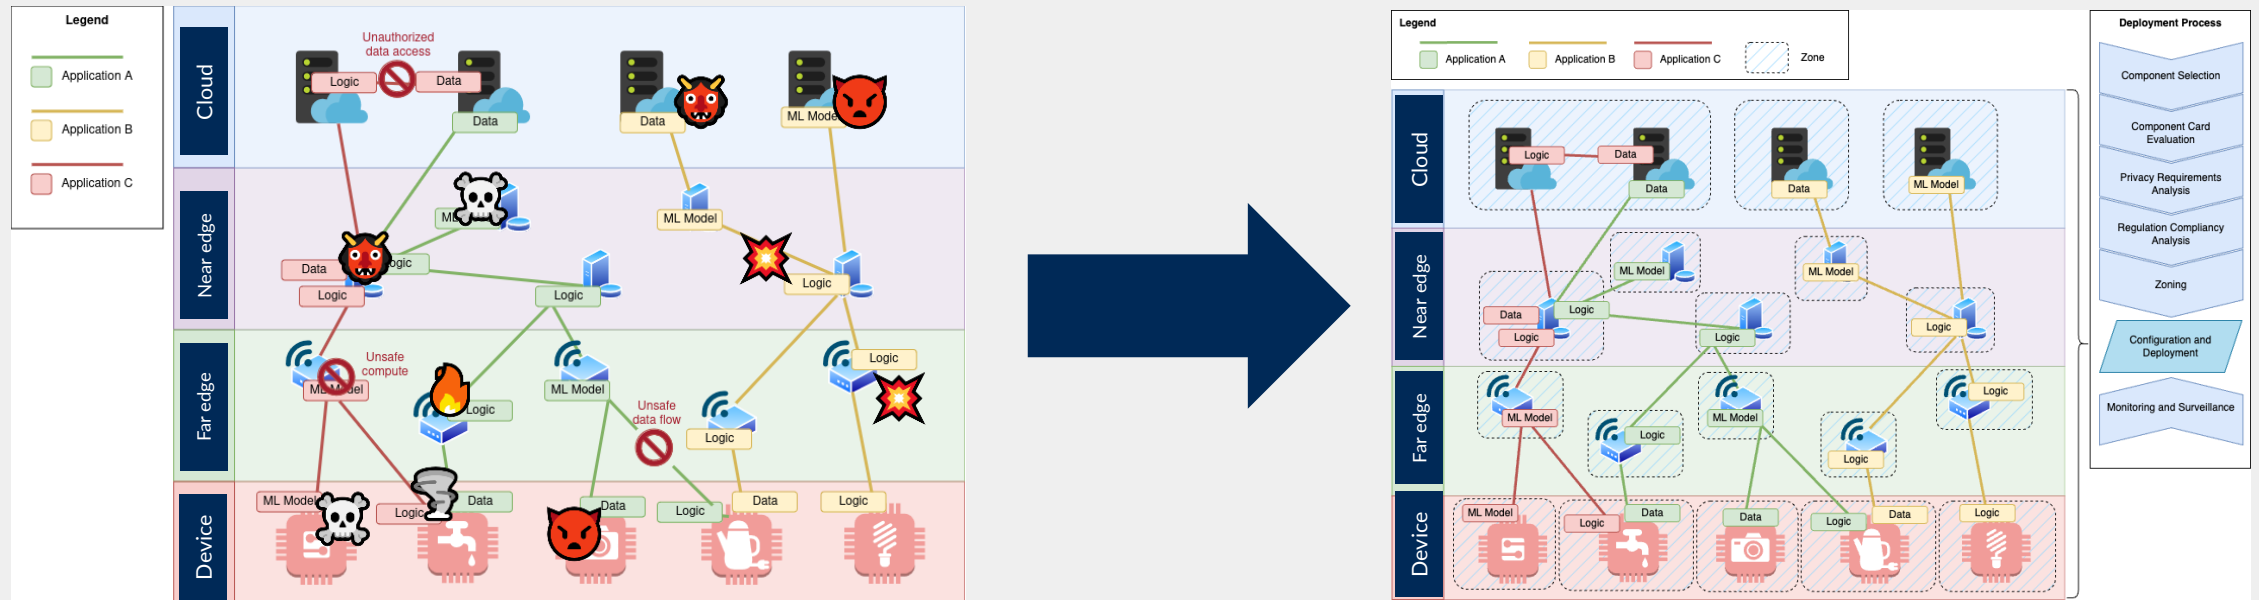 Legend
Application A
Application B
Application C
Cloud
Near edge
Far edge
Device
Unauthorized
data access
Logic
Data
Data
Data
ML Model
ML Model
Data
Logic
Logic
Logic
Logic
Unsafe
compute
ML Model
Logic
ML Model
Unsafe
data flow
Logic
Logic
ML Model
Logic
Data
Data
Logic
Data
Logic
Legend
Application A
Application B
Application C
Zone
Cloud
Near edge
Far edge
Device
Logic
Data
Data
Data
ML Model
ML Model
ML Model
Data
Logic
Logic
Logic
Logic
ML Model
Logic
ML Model
Logic
Logic
ML Model
Logic
Data
Data
Logic
Data
Logic
Deployment Process
Component Selection
Component Card
Evaluation
Privacy Requirements
Analysis
Regulation Compliancy
Analysis
Zoning
Configuration and
Deployment
Monitoring and Surveillance